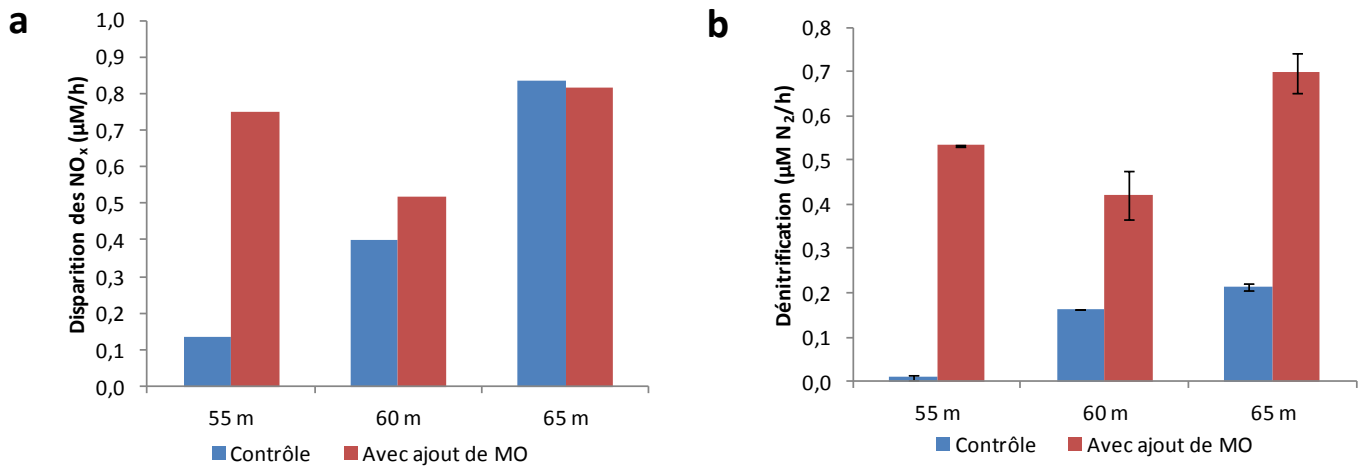 a
Disparition des NOx (µM/h)
1,0
0,9
0,8
0,7
0,6
0,5
0,4
0,3
0,2
0,1
0,0
55 m 60 m 65 m
Contrôle Avec ajout de MO
b
Dénitrification (µM N2/h)
0,8
0,7
0,6
0,5
0,4
0,3
0,2
0,1
0,0
55 m 60 m 65 m
Contrôle Avec ajout de MO